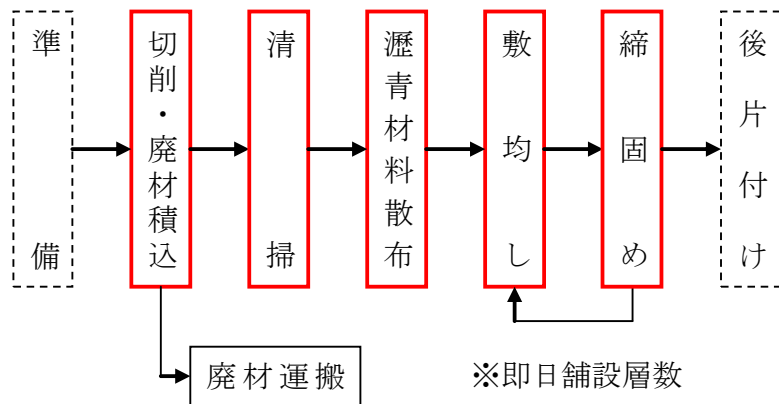 準備
切削・廃材積込
清掃
瀝青材料散布
敷均し
締固め
後片付け
廃材運搬
※即日舗設層数